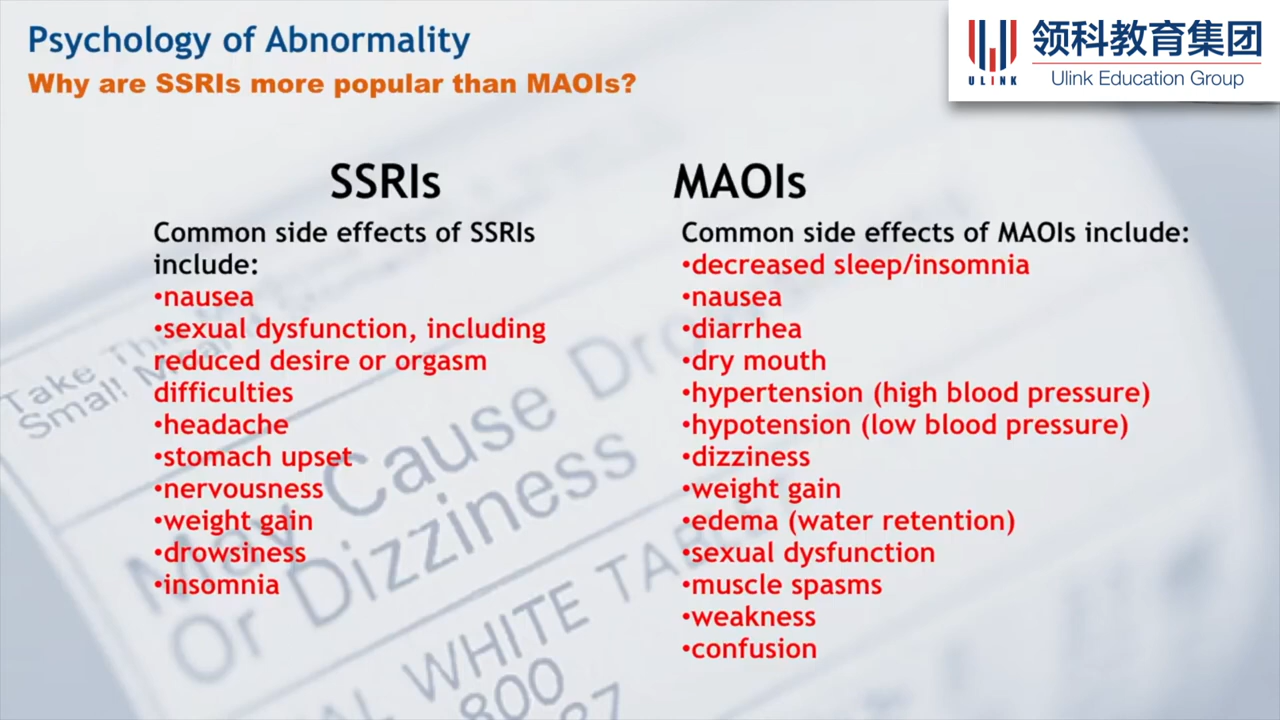 Psychology of Abnormality
Why are SSRIs more popular than MAOIs?
ULINK
领科教育集团
Ulink Education Group
SSRIs
Common side effects of SSRIs
include:
•nausea
•sexual dysfunction, including
reduced desire or orgasm
difficulties
•headache
•stomach upset
•nervousness
•weight gain
•drowsiness
•insomnia
MAOIs
Common side effects of MAOIs include:
•decreased sleep/insomnia
•nausea
•diarrhea
•dry mouth
•hypertension (high blood pressure)
•hypotension (low blood pressure)
•dizziness
•weight gain
•edema (water retention)
•sexual dysfunction
•muscle spasms
•weakness
•confusion
Take
Small
May Cause
Or Dizziness
WHITE TABLET
800